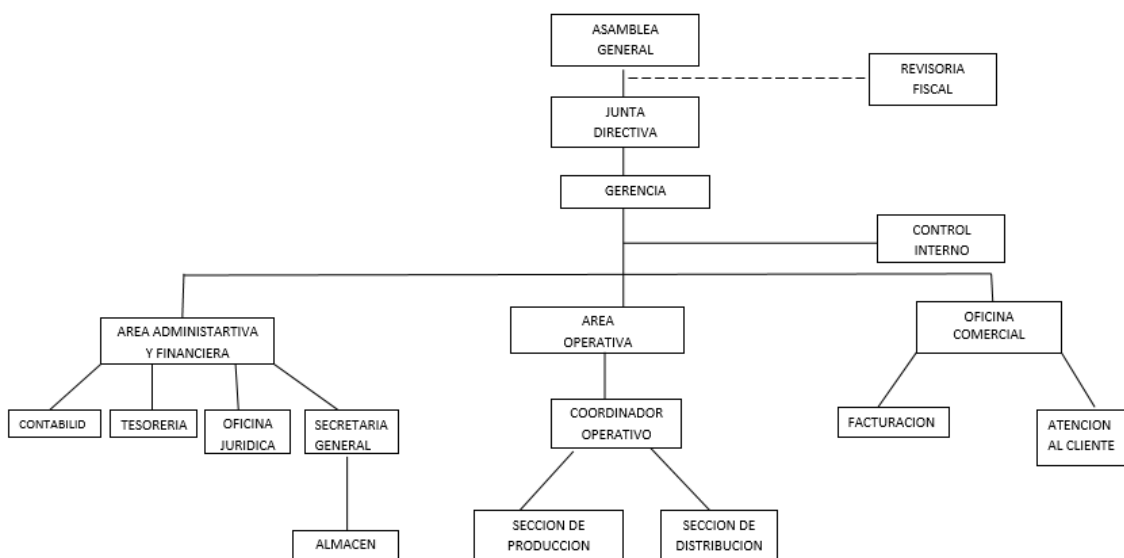 ASAMBLEA
GENERAL
REVISORIA
FISCAL
JUNTA
DIRECTIVA
GERENCIA
CONTROL
INTERNO
AREA ADMINISTARTIVA
Y FINANCIERA
AREA
OPERATIVA
OFICINA
COMERCIAL
CONTABILID
TESORERIA
OFICINA
JURIDICA
SECRETARIA
GENERAL
COORDINADOR
OPERATIVO
FACTURACION
ATENCION
AL CLIENTE
ALMACEN
SECCION DE
PRODUCCION
SECCION DE
DISTRIBUCION